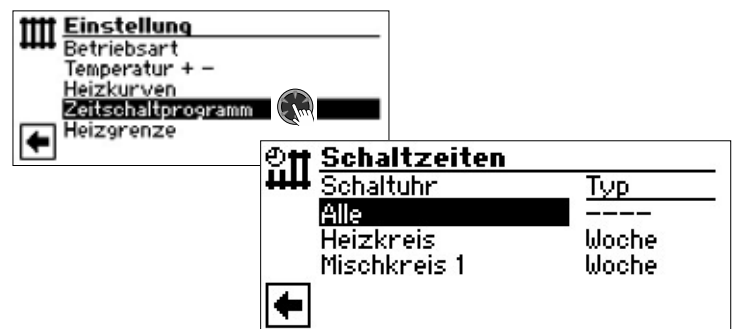 Einstellung
Betriebsart
Temperatur + −
Heizkurven
Zeitschaltprogramm
Heizgrenze
Schaltzeiten
Schaltuhr Typ
Alle ----
Heizkreis Woche
Mischkreis 1 Woche